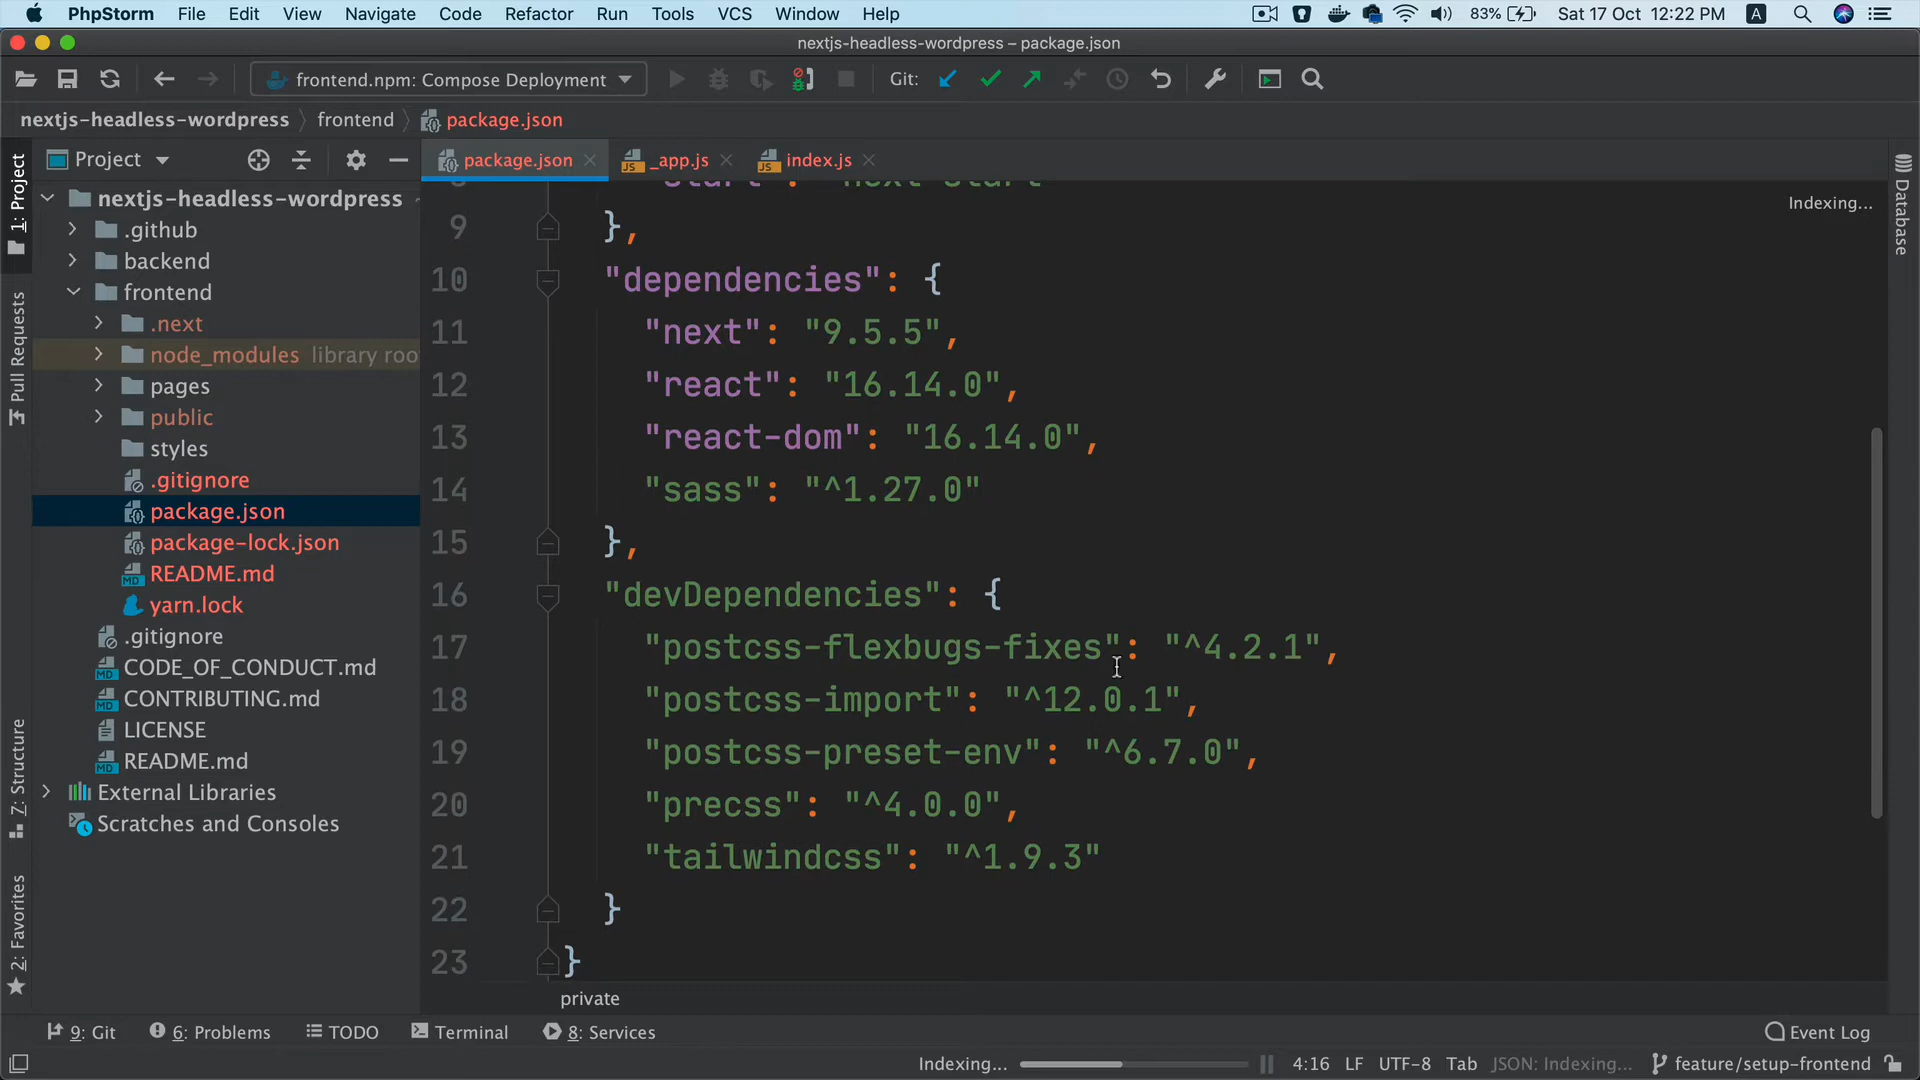 PhpStorm File Edit View Navigate Code Refactor Run Tools VCS Window Help 83% Sat 17 Oct 12:22 PM A
nextjs-headless-wordpress – package.json
frontend.npm: Compose Deployment Git:
nextjs-headless-wordpress frontend package.json
Project
package.json _app.js index.js
1: Project
Pull Requests
7: Structure
2: Favorites
nextjs-headless-wordpress
.github
backend
frontend
.next
node_modules library roo
pages
public
styles
.gitignore
package.json
package-lock.json
README.md
yarn.lock
.gitignore
CODE_OF_CONDUCT.md
CONTRIBUTING.md
LICENSE
README.md
External Libraries
Scratches and Consoles
Indexing...
Database
8 "start": "next start"
9 },
10 "dependencies": {
11 "next": "9.5.5",
12 "react": "16.14.0",
13 "react-dom": "16.14.0",
14 "sass": "^1.27.0"
15 },
16 "devDependencies": {
17 "postcss-flexbugs-fixes": "^4.2.1",
18 "postcss-import": "^12.0.1",
19 "postcss-preset-env": "^6.7.0",
20 "precss": "^4.0.0",
21 "tailwindcss": "^1.9.3"
22 }
23 }
private
9: Git 6: Problems TODO Terminal 8: Services Event Log
Indexing... 4:16 LF UTF-8 Tab JSON: Indexing... feature/setup-frontend